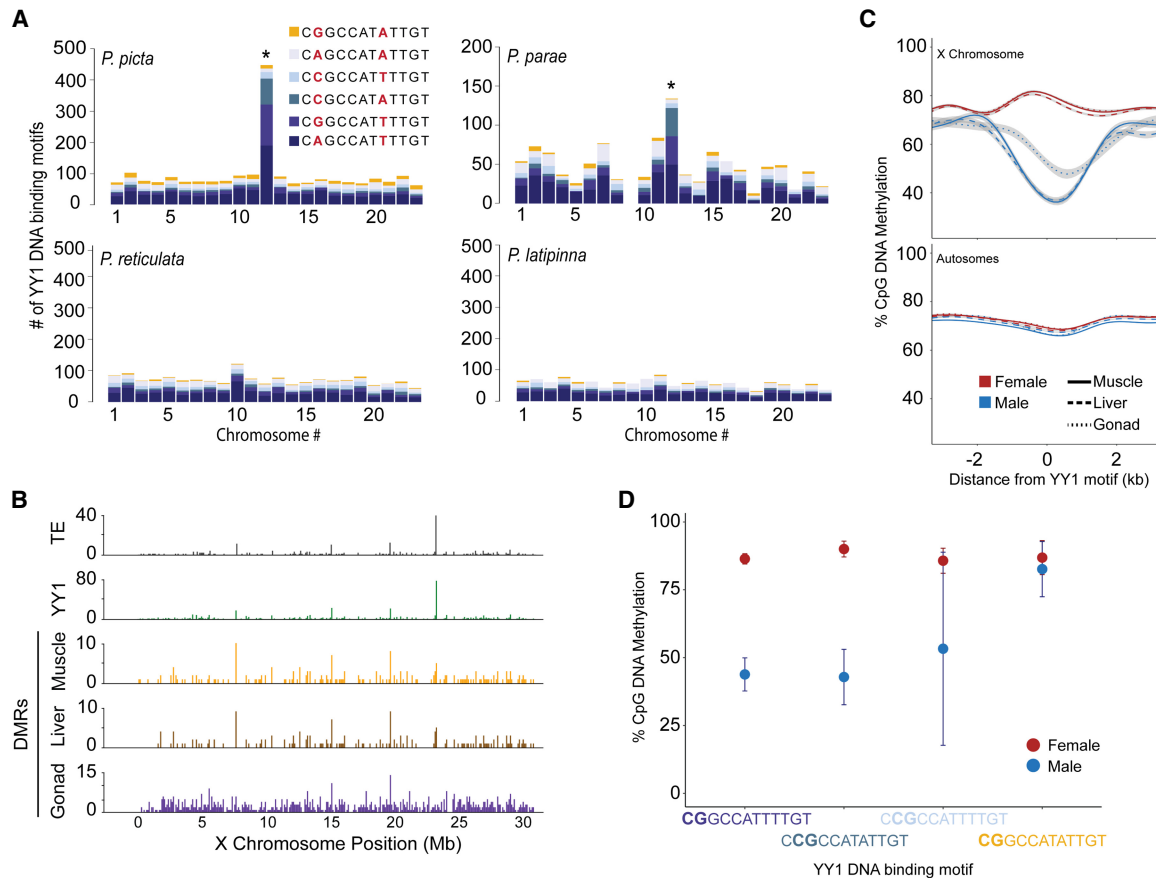 A
# of YY1 DNA binding motifs
P. picta
500
400
300
200
100
0
1
5
10
15
20
*
CGGCCATATTGT
CAGCCATATTGT
CCGCCATTTTGT
CCGCCATATTGT
CGGCCATTTTGT
CAGCCATTTTGT
P. parae
200
150
100
50
0
1
5
10
15
20
*
P. reticulata
500
400
300
200
100
0
1
5
10
15
20
Chromosome #
P. latipinna
500
400
300
200
100
0
1
5
10
15
20
Chromosome #
B
TE
40
0
YY1
80
0
DMRs
Muscle
10
0
Liver
10
0
Gonad
15
0
0
5
10
15
20
25
30
X Chromosome Position (Mb)
C
% CpG DNA Methylation
X Chromosome
100
80
60
40
Autosomes
100
80
60
40
Female
Male
Muscle
Liver
Gonad
-2
0
2
Distance from YY1 motif (kb)
D
% CpG DNA Methylation
100
75
50
25
0
Female
Male
CGGCCATTTTGT
CCGCCATATTGT
CCGCCATTTTGT
CGGCCATATTGT
YY1 DNA binding motif